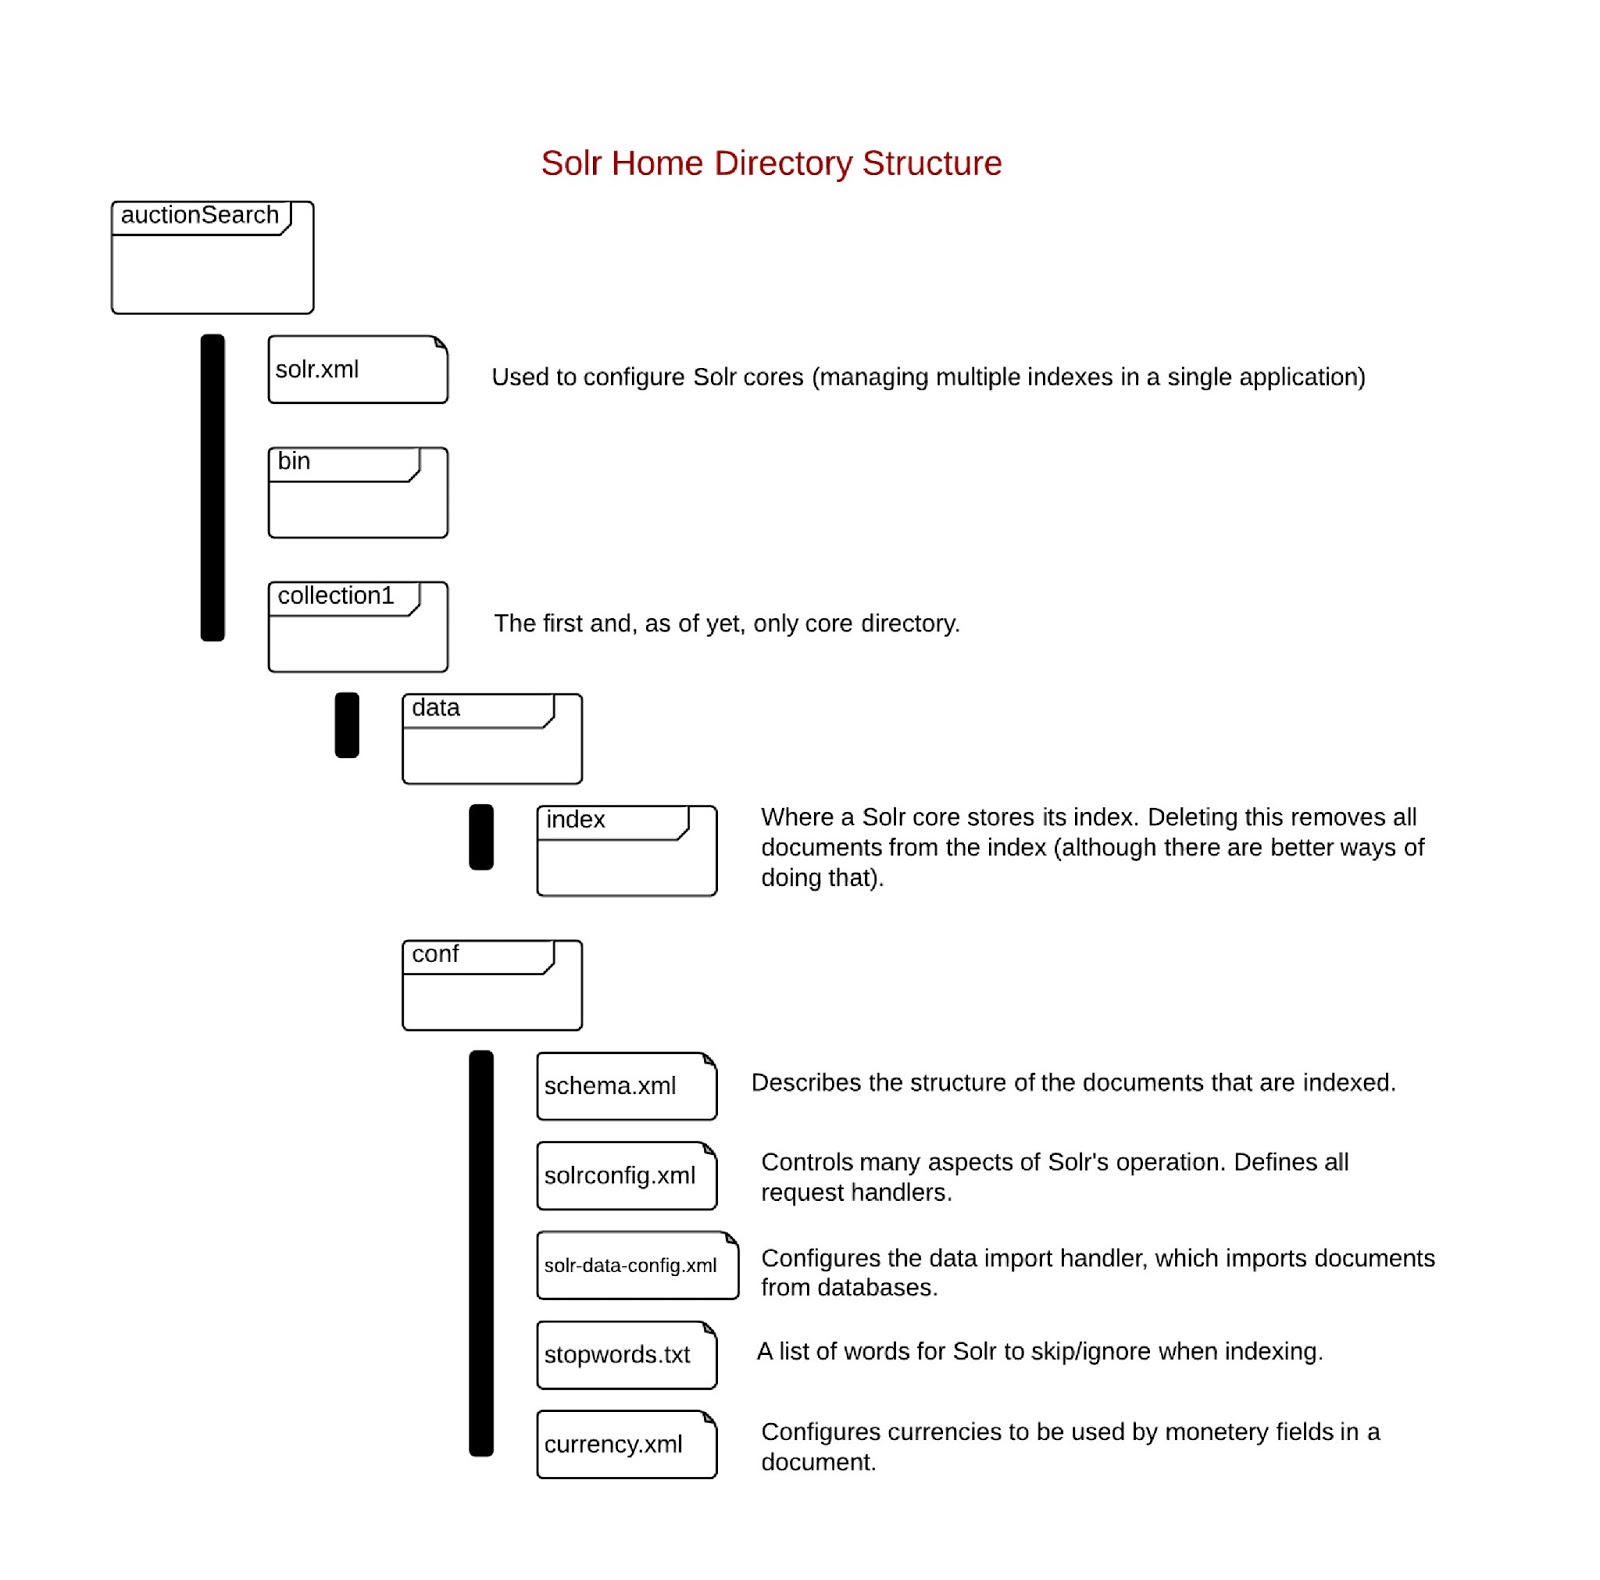 Solr Home Directory Structure
auctionSearch
solr.xml
Used to configure Solr cores (managing multiple indexes in a single application)
bin
collection1
The first and, as of yet, only core directory.
data
index
Where a Solr core stores its index. Deleting this removes all
documents from the index (although there are better ways of
doing that).
conf
schema.xml
Describes the structure of the documents that are indexed.
solrconfig.xml
Controls many aspects of Solr's operation. Defines all
request handlers.
solr-data-config.xml
Configures the data import handler, which imports documents
from databases.
stopwords.txt
A list of words for Solr to skip/ignore when indexing.
currency.xml
Configures currencies to be used by monetery fields in a
document.